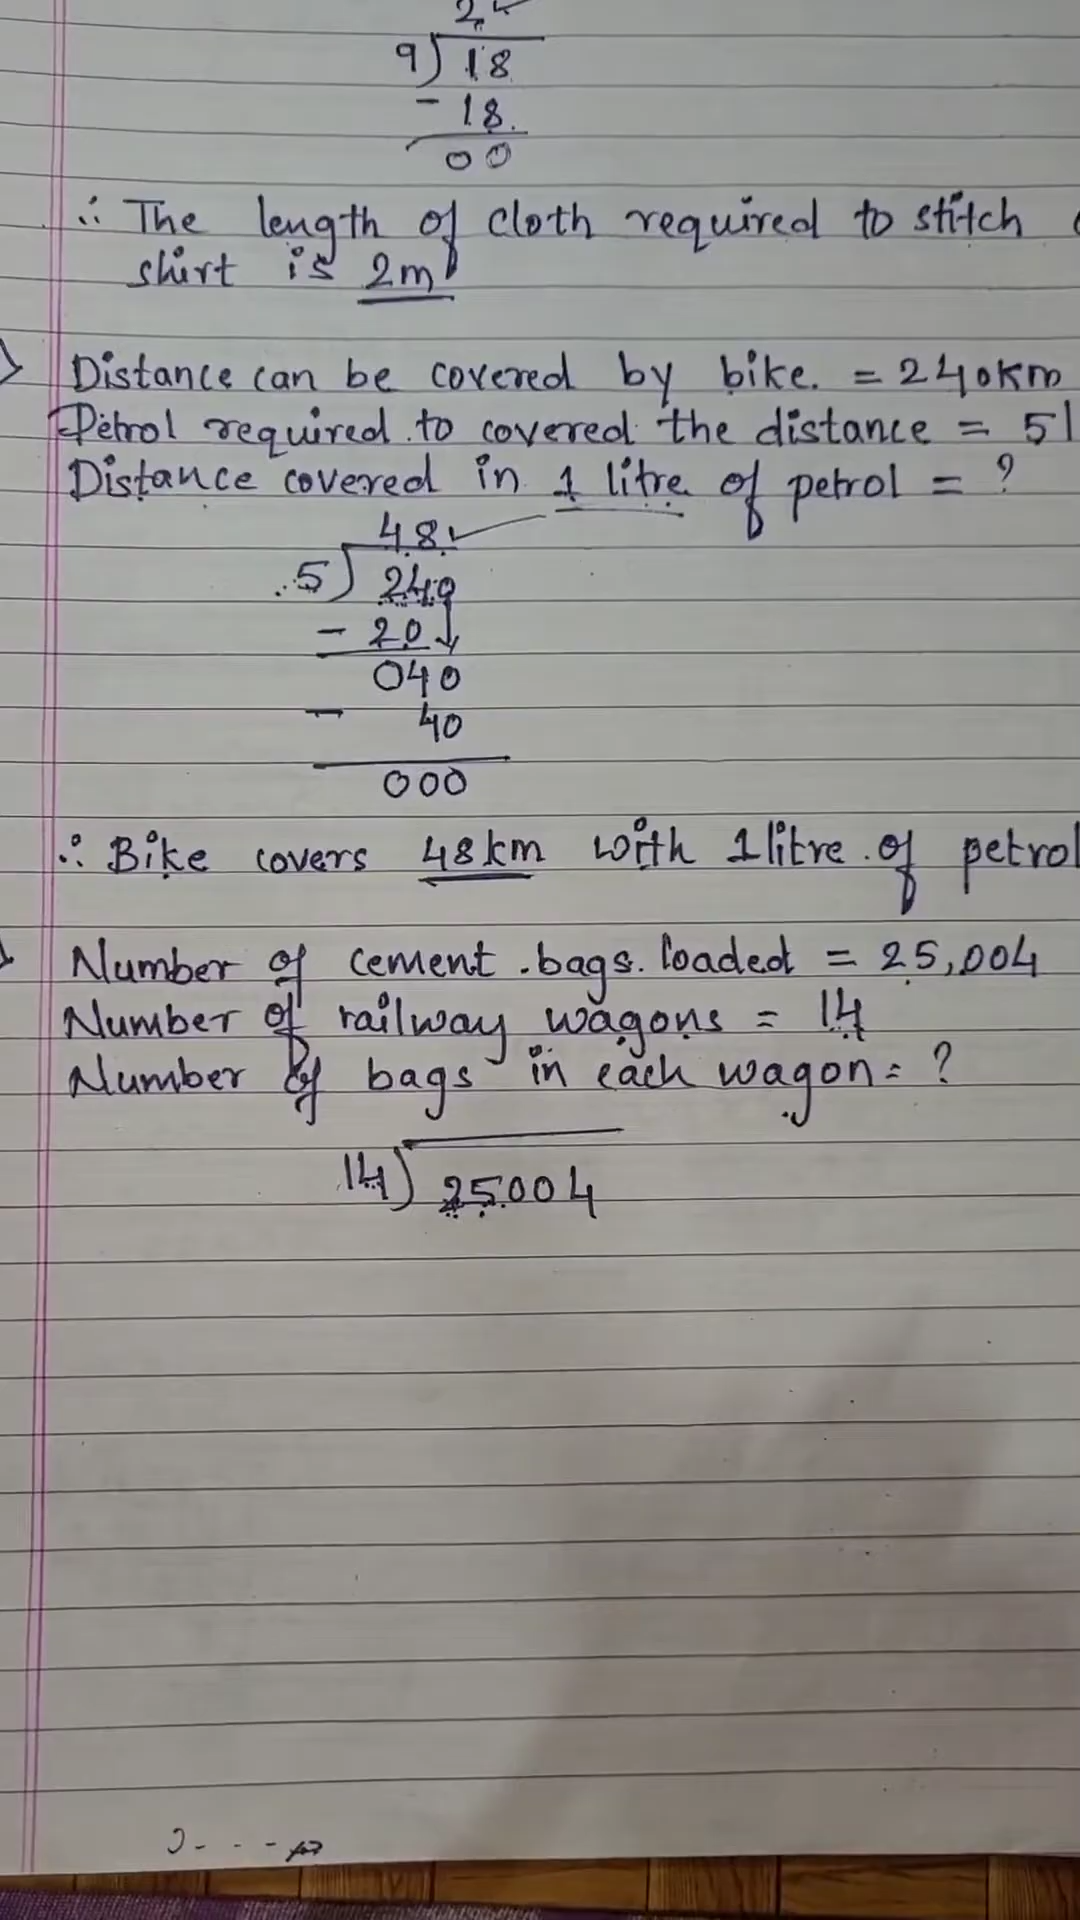 2
9) 18
- 18
00
∴ The length of cloth required to stitch
shirt is 2m
Distance can be covered by bike. = 240km
Petrol required to covered the distance = 5l
Distance covered in 1 litre of petrol = ?
48
5) 240
- 20
040
- 40
000
∴ Bike covers 48km with 1 litre of petrol
Number of cement bags loaded = 25,004
Number of railway wagons = 14
Number of bags in each wagon = ?
14) 25004